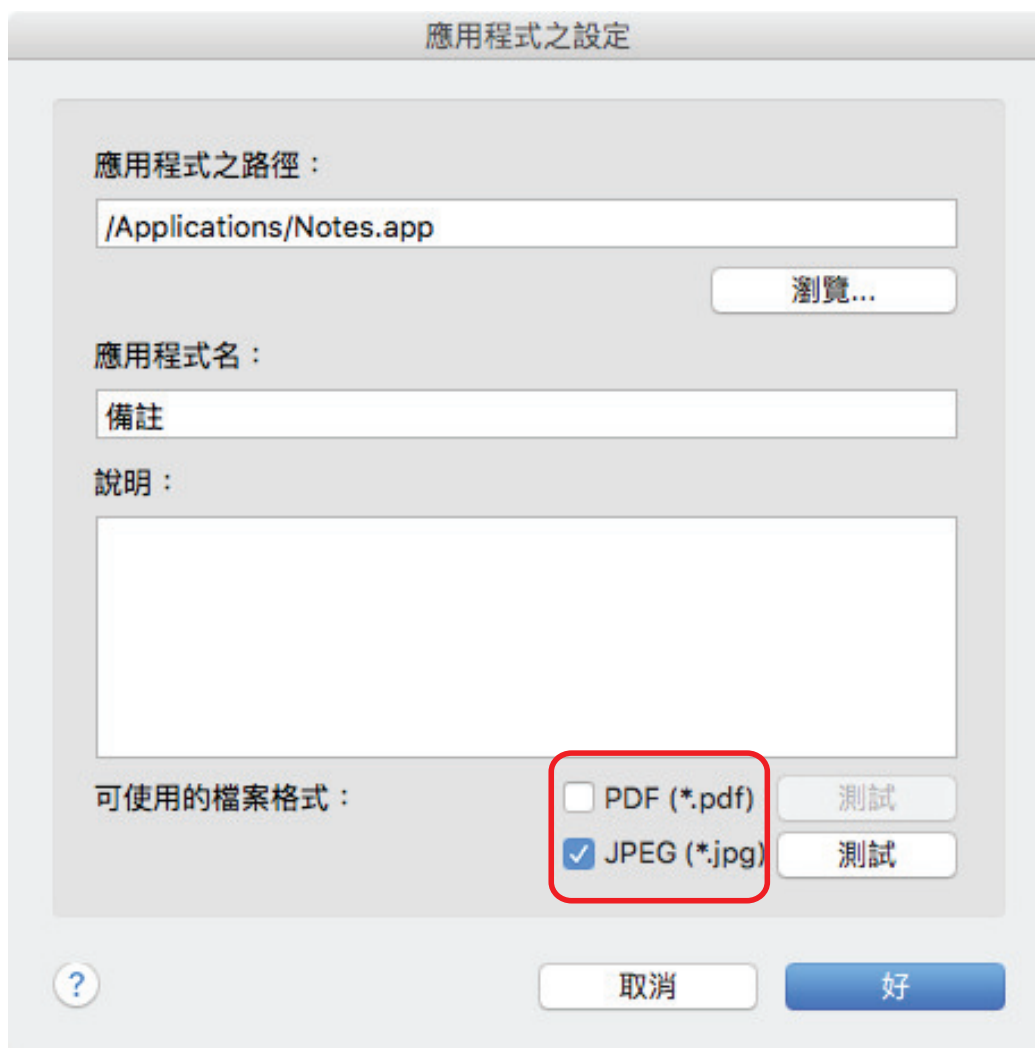 應用程式之設定
應用程式之路徑：
/Applications/Notes.app
瀏覽...
應用程式名：
備註
說明：
可使用的檔案格式： PDF (*.pdf) 測試
JPEG (*.jpg) 測試
? 取消 好